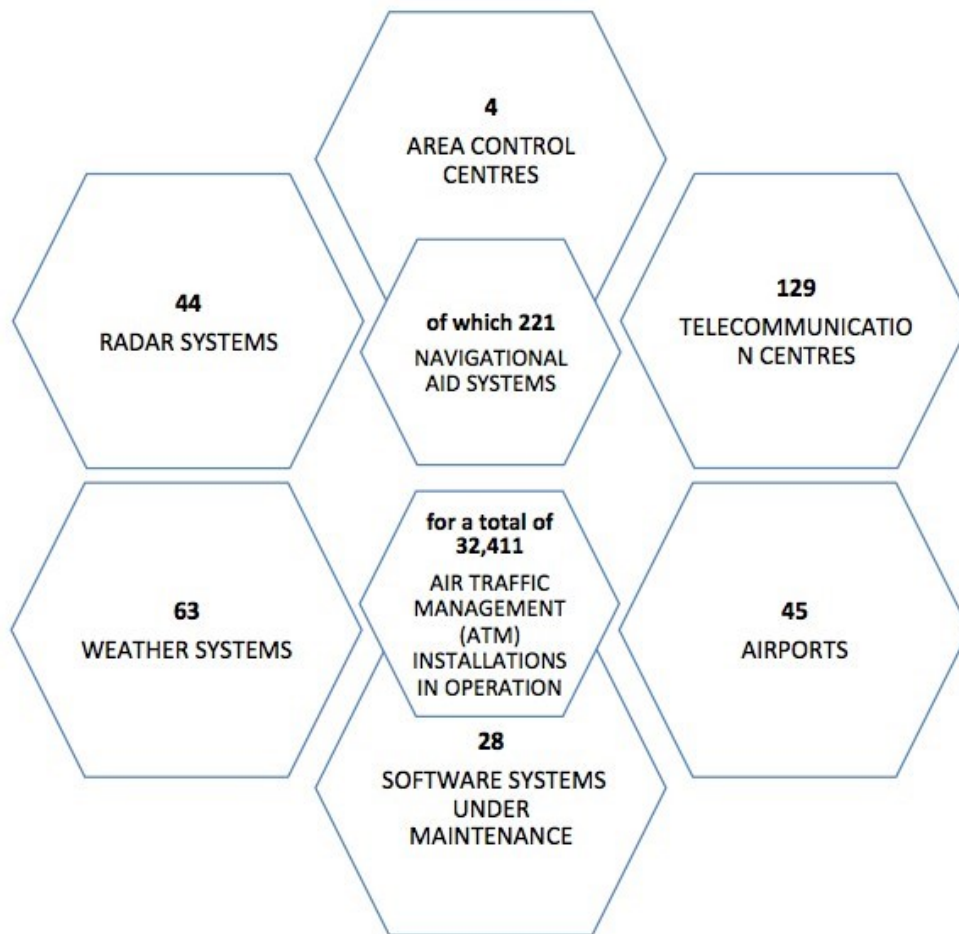 4
AREA CONTROL
CENTRES
44
RADAR SYSTEMS
of which 221
NAVIGATIONAL
AID SYSTEMS
129
TELECOMMUNICATIO
N CENTRES
63
WEATHER SYSTEMS
for a total of
32,411
AIR TRAFFIC
MANAGEMENT
(ATM)
INSTALLATIONS
IN OPERATION
45
AIRPORTS
28
SOFTWARE SYSTEMS
UNDER
MAINTENANCE